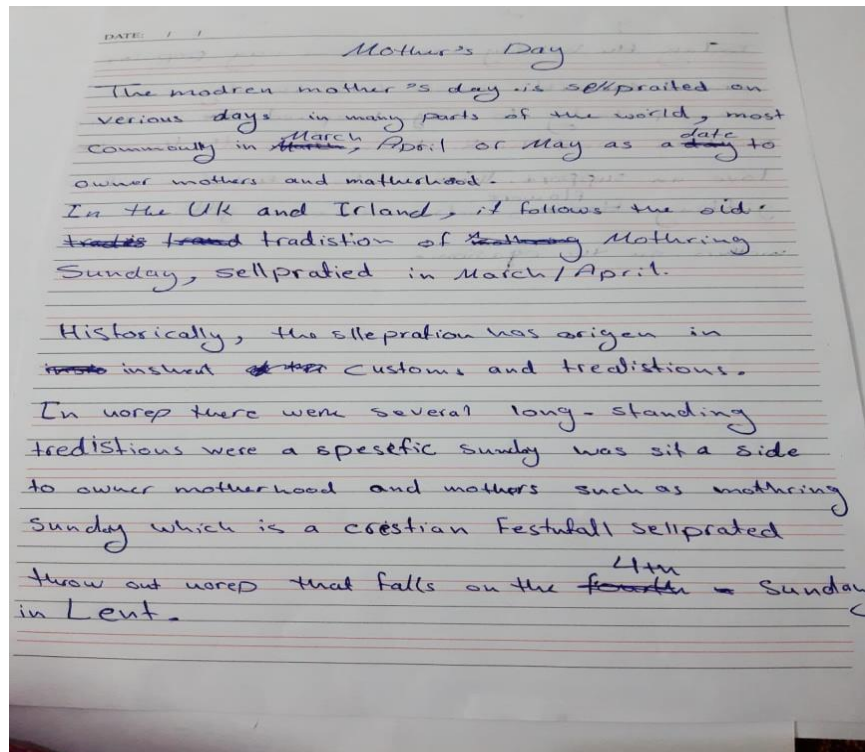 DATE: / /
Mother's Day
The modren mother's day is sellpraited on
verious days in many parts of the world, most
commonlly in March, April or May as a date to
owner mothers and matherhood.
In the UK and Irland, it follows the old
tradistion of Mothring
Sunday, sellpratied in March/April.
Historically, the sllepration has origen in
inshent customs and tredistions.
In uorep there were several long-standing
tredistions were a spesefic sunday was sit a side
to owner motherhood and mothers such as mothring
Sunday which is a crestian Festufall sellprated
throw out uorep that falls on the 4th Sunday
in Lent.